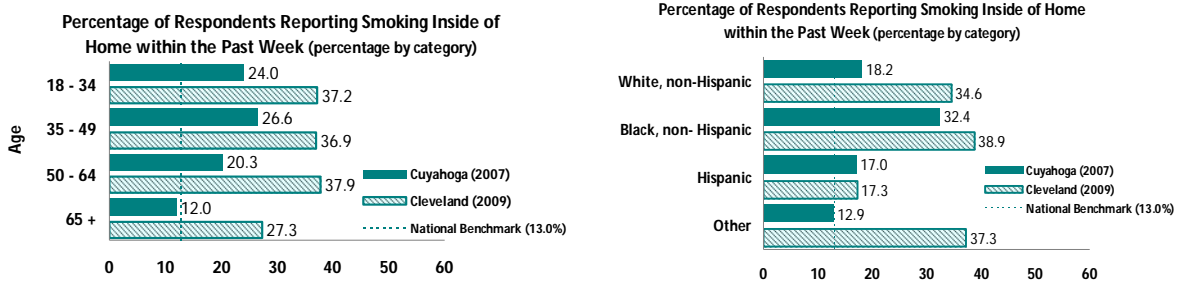 Percentage of Respondents Reporting Smoking Inside of
Home within the Past Week (percentage by category)
Age
18 - 34
24.0
37.2
35 - 49
26.6
36.9
50 - 64
20.3
37.9
65 +
12.0
27.3
Cuyahoga (2007)
Cleveland (2009)
National Benchmark (13.0%)
0 10 20 30 40 50 60
Percentage of Respondents Reporting Smoking Inside of Home
within the Past Week (percentage by category)
White, non-Hispanic
18.2
34.6
Black, non- Hispanic
32.4
38.9
Hispanic
17.0
17.3
Other
12.9
37.3
Cuyahoga (2007)
Cleveland (2009)
National Benchmark (13.0%)
0 10 20 30 40 50 60